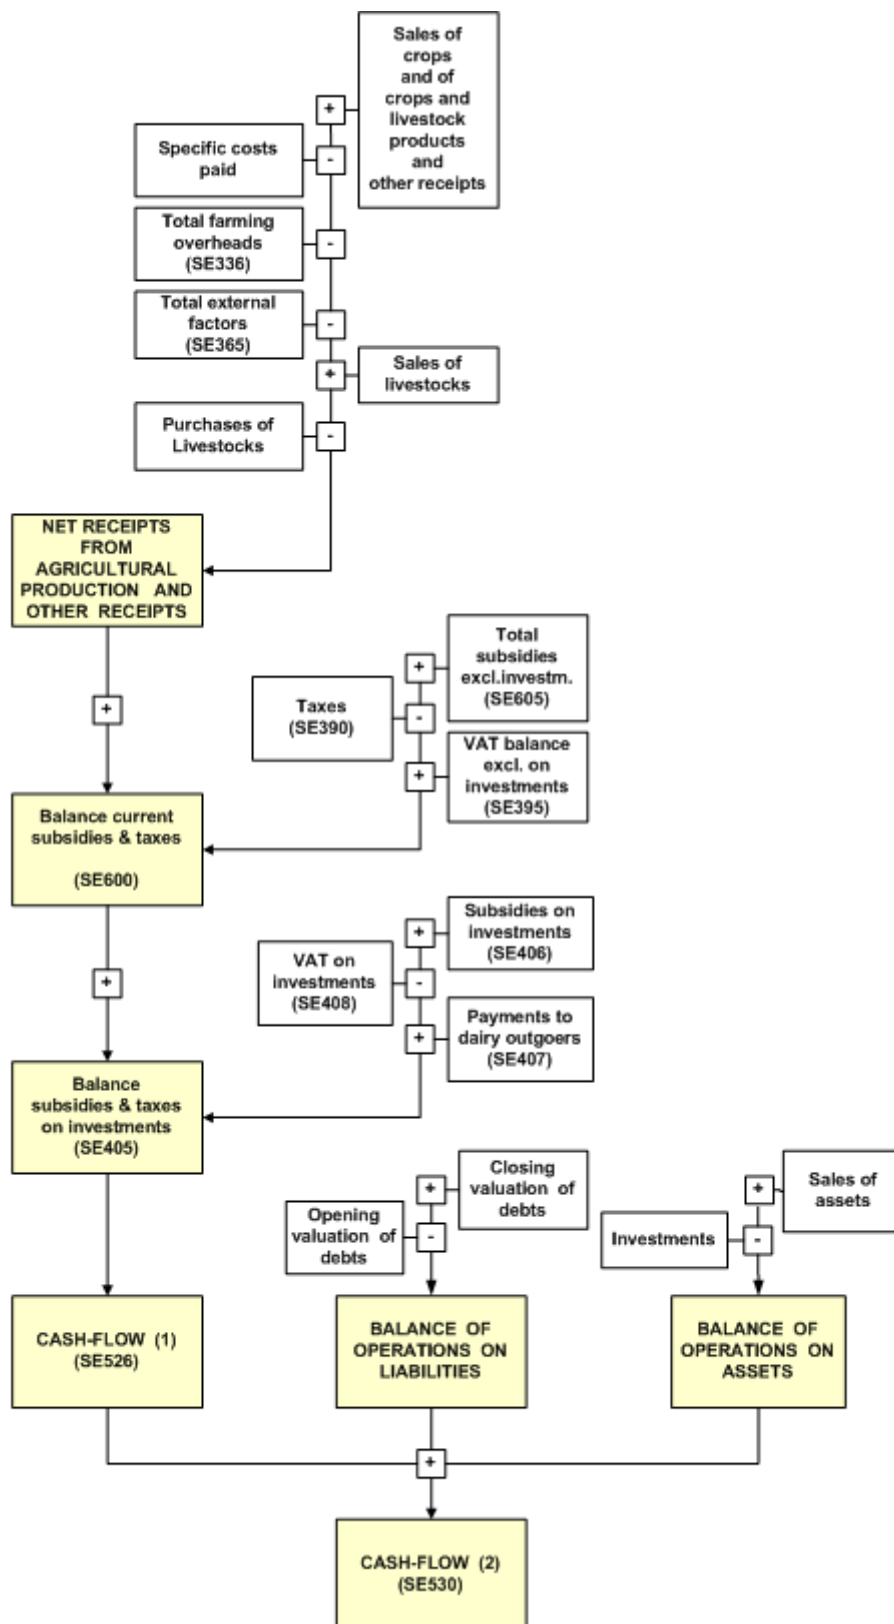 Sales of
crops
and of
crops and
livestock
products
and
other receipts
+
Specific costs
paid
-
Total farming
overheads
(SE336)
-
Total external
factors
(SE365)
-
+
Sales of
livestocks
Purchases of
Livestocks
-
NET RECEIPTS
FROM
AGRICULTURAL
PRODUCTION AND
OTHER RECEIPTS
+
Total
subsidies
excl.investm.
(SE605)
+
Taxes
(SE390)
-
VAT balance
excl. on
investments
(SE395)
+
Balance current
subsidies & taxes
(SE600)
+
Subsidies on
investments
(SE406)
+
VAT on
investments
(SE408)
-
Payments to
dairy outgoers
(SE407)
+
Balance
subsidies & taxes
on investments
(SE405)
Closing
valuation of
debts
+
Opening
valuation of
debts
-
Sales of
assets
+
Investments
-
CASH-FLOW (1)
(SE526)
BALANCE OF
OPERATIONS ON
LIABILITIES
BALANCE OF
OPERATIONS ON
ASSETS
+
CASH-FLOW (2)
(SE530)